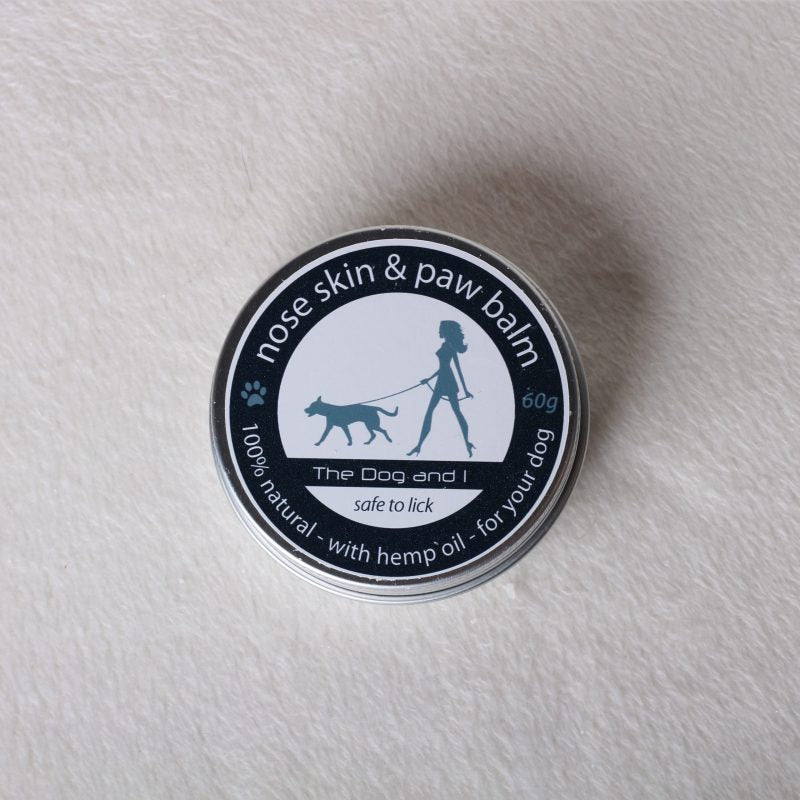 nose skin & paw balm
60g
The Dog and I
safe to lick
100% natural - with hemp oil - for your dog